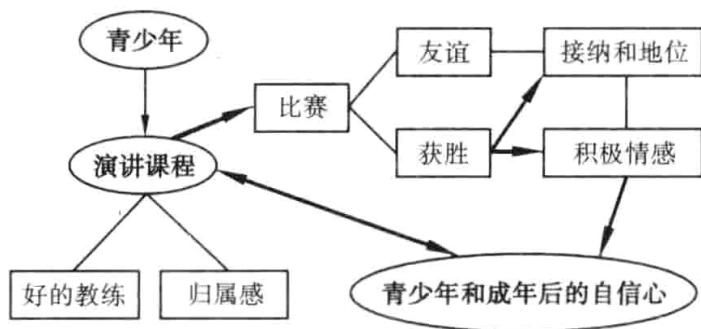 青少年
友谊
接纳和地位
比赛
演讲课程
获胜
积极情感
好的教练
归属感
青少年和成年后的自信心